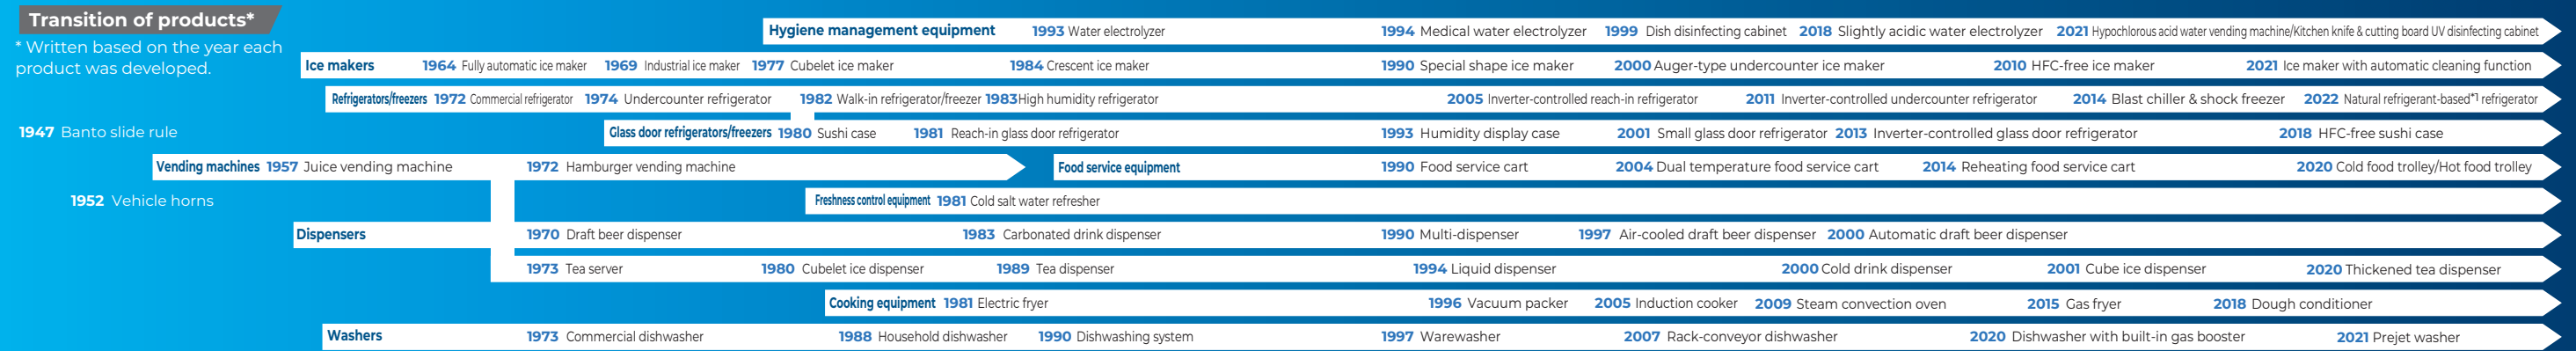 Transition of products*
* Written based on the year each
product was developed.
Hygiene management equipment 1993 Water electrolyzer 1994 Medical water electrolyzer 1999 Dish disinfecting cabinet 2018 Slightly acidic water electrolyzer 2021 Hypochlorous acid water vending machine/Kitchen knife & cutting board UV disinfecting cabinet
Ice makers 1964 Fully automatic ice maker 1969 Industrial ice maker 1977 Cubelet ice maker 1984 Crescent ice maker 1990 Special shape ice maker 2000 Auger-type undercounter ice maker 2010 HFC-free ice maker 2021 Ice maker with automatic cleaning function
Refrigerators/freezers 1972 Commercial refrigerator 1974 Undercounter refrigerator 1982 Walk-in refrigerator/freezer 1983 High humidity refrigerator 2005 Inverter-controlled reach-in refrigerator 2011 Inverter-controlled undercounter refrigerator 2014 Blast chiller & shock freezer 2022 Natural refrigerant-based*1 refrigerator
1947 Banto slide rule
Glass door refrigerators/freezers 1980 Sushi case 1981 Reach-in glass door refrigerator 1993 Humidity display case 2001 Small glass door refrigerator 2013 Inverter-controlled glass door refrigerator 2018 HFC-free sushi case
Vending machines 1957 Juice vending machine 1972 Hamburger vending machine
Food service equipment 1990 Food service cart 2004 Dual temperature food service cart 2014 Reheating food service cart 2020 Cold food trolley/Hot food trolley
1952 Vehicle horns
Freshness control equipment 1981 Cold salt water refresher
Dispensers 1970 Draft beer dispenser 1983 Carbonated drink dispenser 1990 Multi-dispenser 1997 Air-cooled draft beer dispenser 2000 Automatic draft beer dispenser
1973 Tea server 1980 Cubelet ice dispenser 1989 Tea dispenser 1994 Liquid dispenser 2000 Cold drink dispenser 2001 Cube ice dispenser 2020 Thickened tea dispenser
Cooking equipment 1981 Electric fryer 1996 Vacuum packer 2005 Induction cooker 2009 Steam convection oven 2015 Gas fryer 2018 Dough conditioner
Washers 1973 Commercial dishwasher 1988 Household dishwasher 1990 Dishwashing system 1997 Warewasher 2007 Rack-conveyor dishwasher 2020 Dishwasher with built-in gas booster 2021 Prejet washer